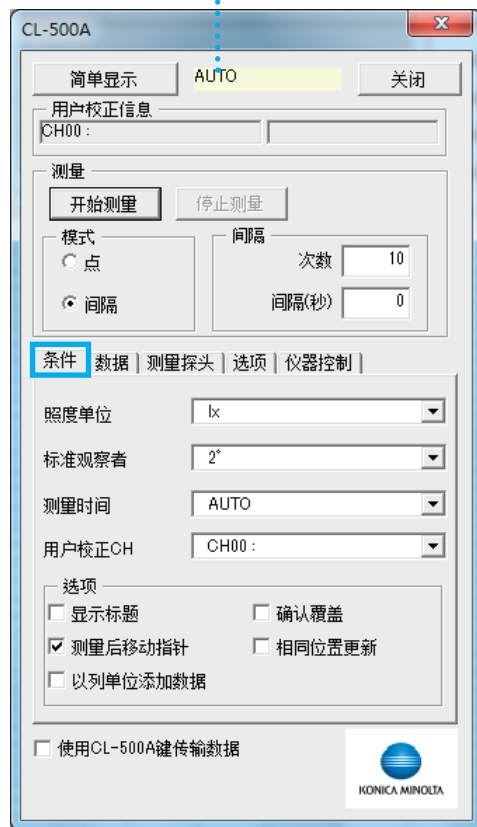 CL-500A
简单显示 AUTO 关闭
用户校正信息
CH00 :
测量
开始测量 停止测量
模式 间隔
点 次数 10
间隔 间隔(秒) 0
条件 数据 测量探头 选项 仪器控制
照度单位 lx
标准观察者 2°
测量时间 AUTO
用户校正CH CH00 :
选项
显示标题 确认覆盖
测量后移动指针 相同位置更新
以列单位添加数据
使用CL-500A键传输数据
KONICA MINOLTA